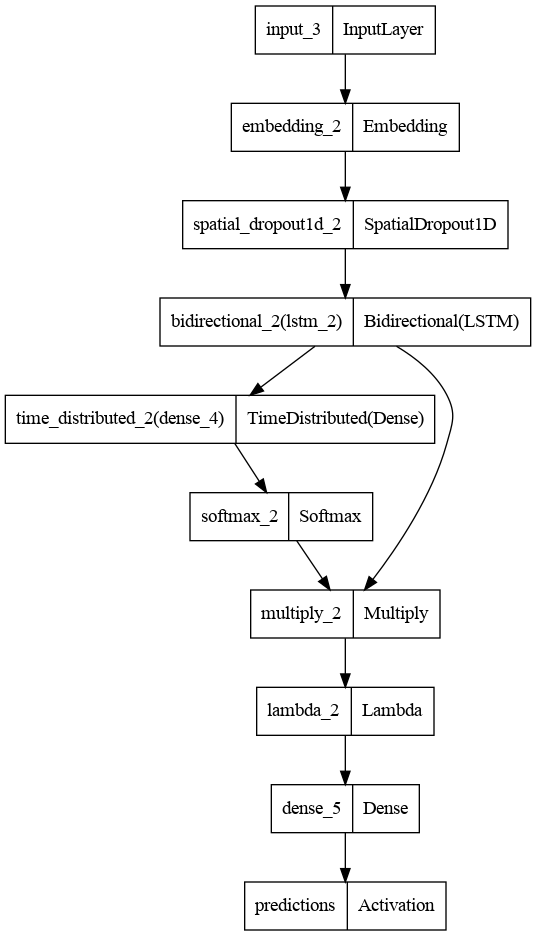 input_3 InputLayer
embedding_2 Embedding
spatial_dropout1d_2 SpatialDropout1D
bidirectional_2(lstm_2) Bidirectional(LSTM)
time_distributed_2(dense_4) TimeDistributed(Dense)
softmax_2 Softmax
multiply_2 Multiply
lambda_2 Lambda
dense_5 Dense
predictions Activation